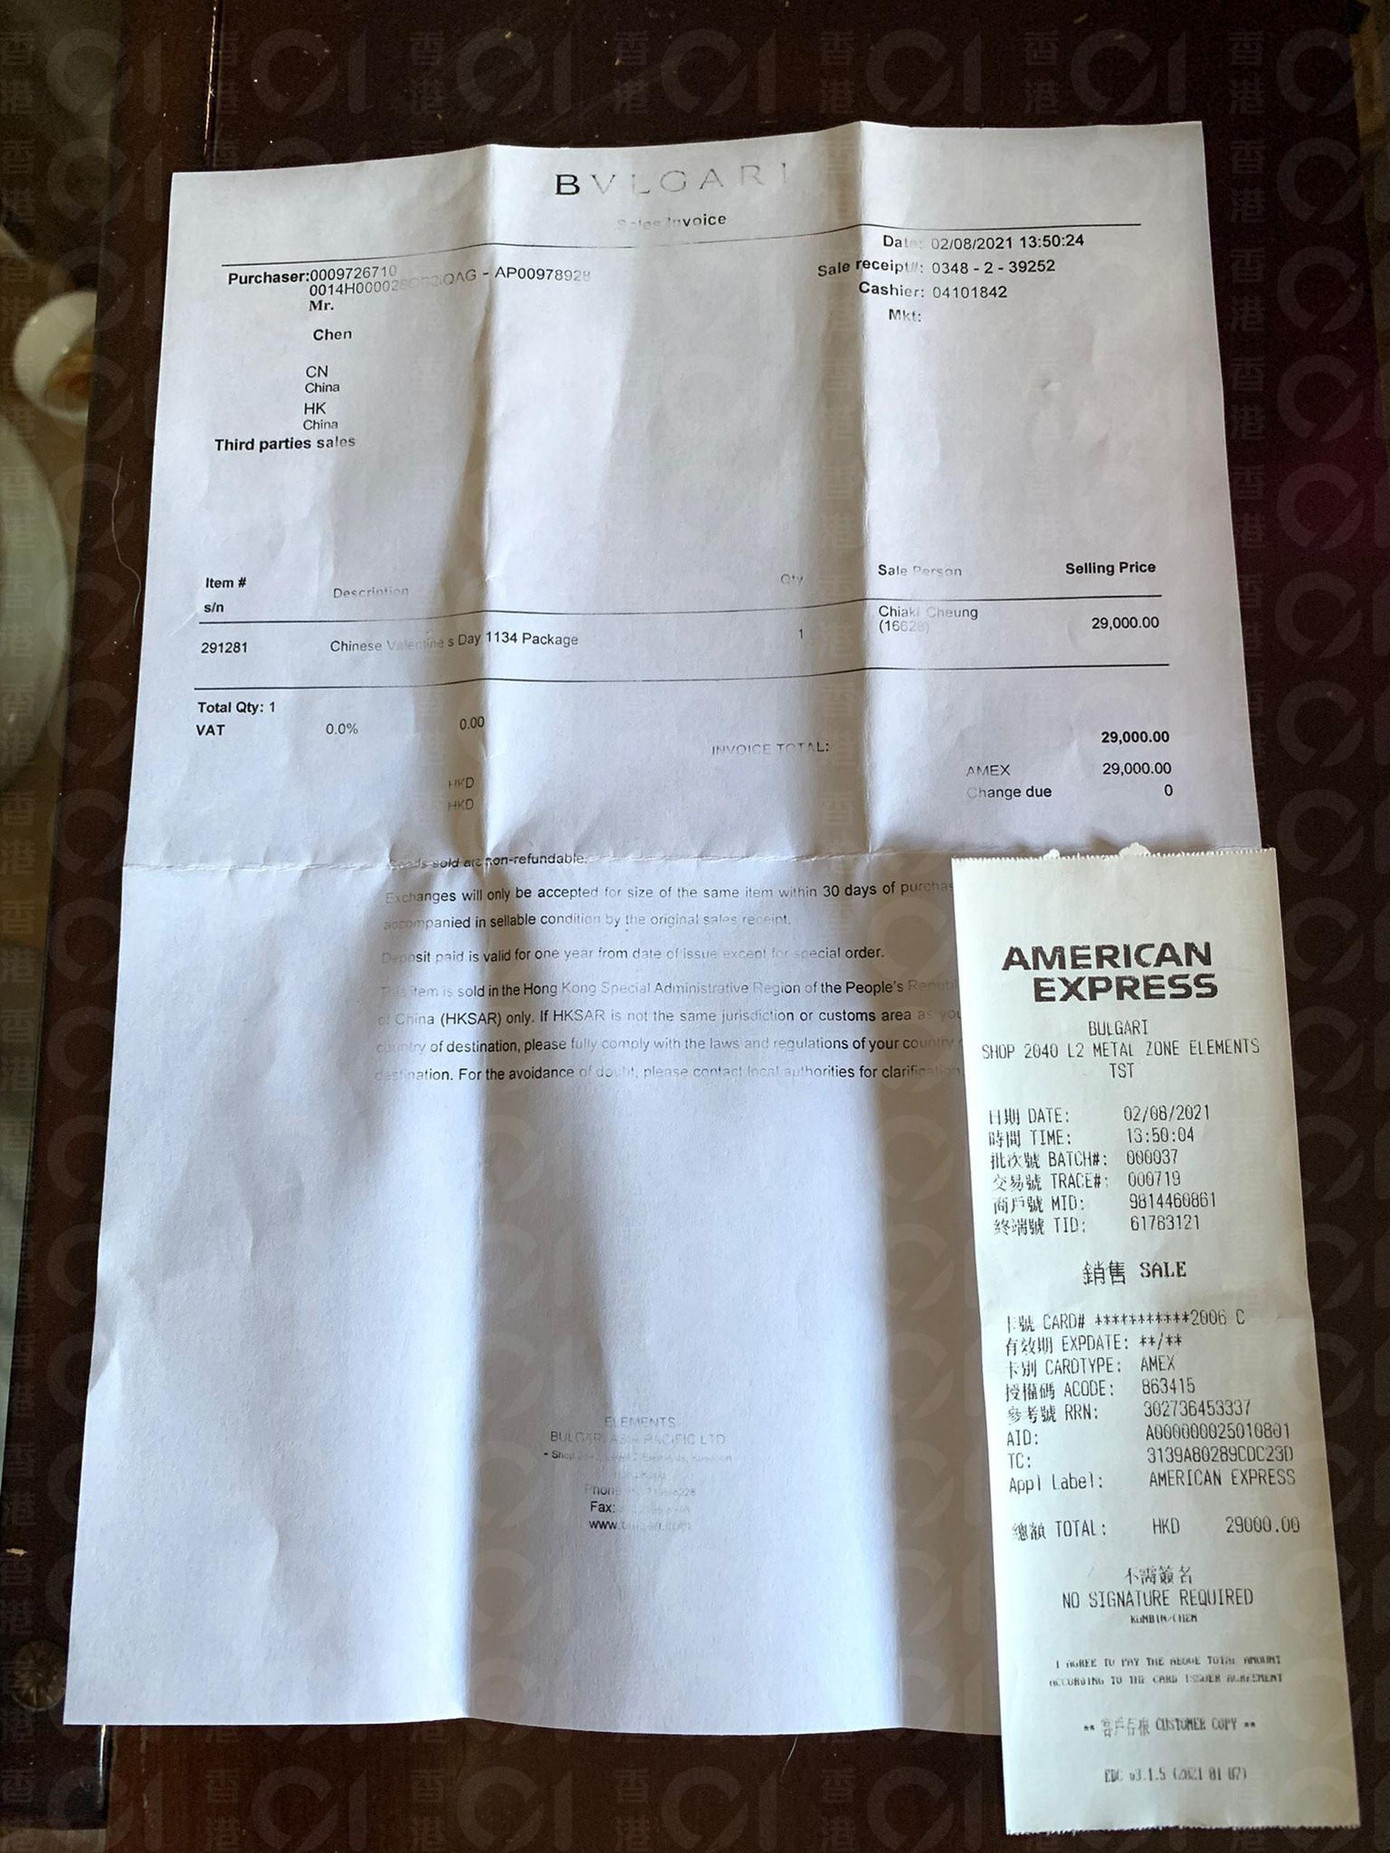 BVLGARI
Sales Invoice
Date: 02/08/2021 13:50:24
Sale receipt#: 0348 - 2 - 39252
Cashier: 04101842
Mkt:
Purchaser:0009726710
QAG - AP00978928
Mr.
Chen
CN
China
HK
China
Third parties sales
Item # Description Qty Sale Person Selling Price
s/n
291281 Chinese Valentine's Day 1134 Package 1 Chiaki Cheung 29,000.00
Total Qty: 1
VAT 0.0% 0.00
INVOICE TOTAL: 29,000.00
HKD AMEX 29,000.00
HKD Change due 0
Goods sold are non-refundable.
Exchanges will only be accepted for size of the same item within 30 days of
accompanied in sellable condition by the original sales receipt.
Deposit paid is valid for one year from date of issue except for special order.
This item is sold in the Hong Kong Special Administrative Region of the People's
of China (HKSAR) only. If HKSAR is not the same jurisdiction or customs area as
country of destination, please fully comply with the laws and regulations of your country
destination. For the avoidance of doubt, please contact local authorities for
ELEMENTS
BULGARI ASIA PACIFIC LTD
Phone
Fax:
www.
AMERICAN
EXPRESS
BULGARI
SHOP 2040 L2 METAL ZONE ELEMENTS
TST
日期 DATE: 02/08/2021
時間 TIME: 13:50:04
批次號 BATCH#: 000037
交易號 TRACE#: 000719
商戶號 MID: 9814460861
終端號 TID: 61783121
銷售 SALE
卡號 CARD# ***********2006 C
有效期 EXPDATE: **/**
卡別 CARDTYPE: AMEX
授權碼 ACODE: 863415
參考號 RRN: 302736453337
AID: A000000025010801
TC: 3139A80289CDC23D
Appl Label: AMERICAN EXPRESS
總額 TOTAL: HKD 29000.00
不需簽名
NO SIGNATURE REQUIRED
I AGREE TO PAY THE ABOVE TOTAL AMOUNT
ACCORDING TO THE CARD ISSUER AGREEMENT
** 客戶存根 CUSTOMER COPY **
EDC v3.1.5 (2021 01 07)
香港 01